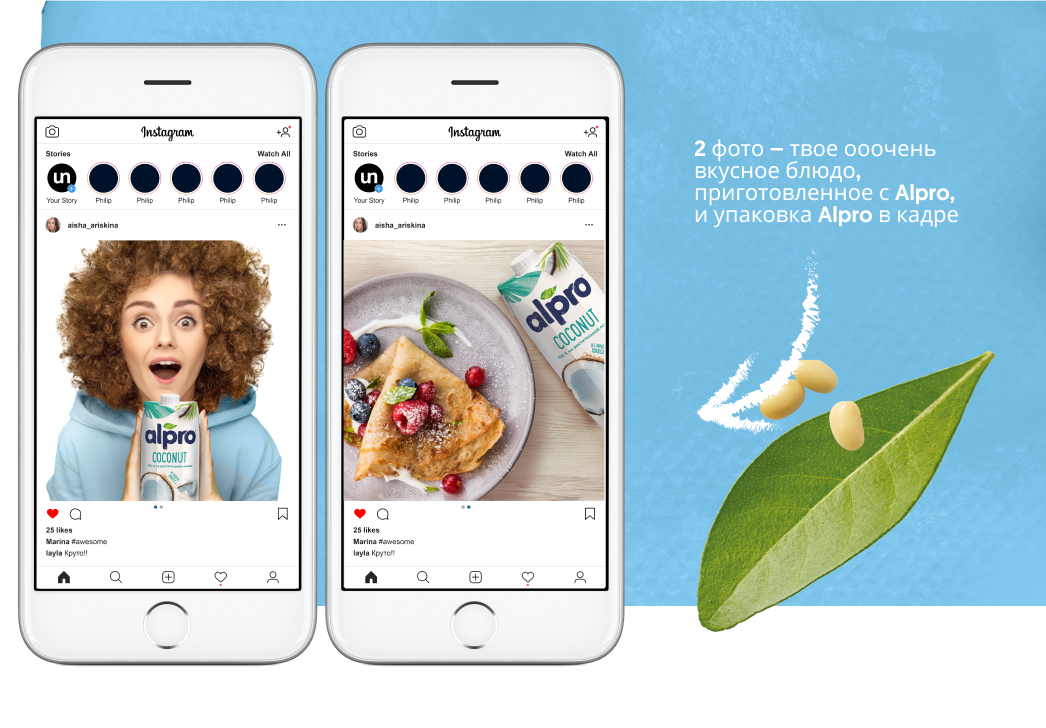 Instagram
Stories
Watch All
un
Your Story
Philip
Philip
Philip
Philip
Philip
aisha_ariskina
alpro
COCONUT
25 likes
Marina #awesome
layla Круто!!
Instagram
Stories
Watch All
un
Your Story
Philip
Philip
Philip
Philip
Philip
aisha_ariskina
alpro
COCONUT
25 likes
Marina #awesome
layla Круто!!
2 фото – твое ооочень
вкусное блюдо,
приготовленное с Alpro,
и упаковка Alpro в кадре